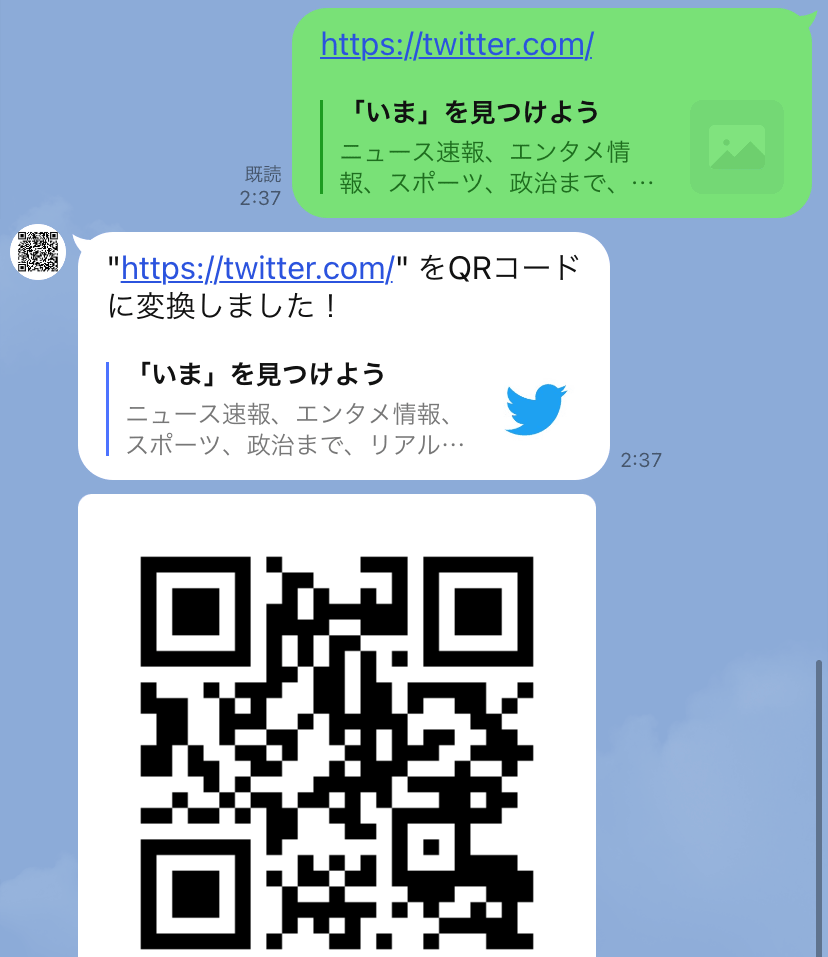 https://twitter.com/
「いま」を見つけよう
ニュース速報、エンタメ情
報、スポーツ、政治まで、…
既読
2:37
"https://twitter.com/" をQRコード
に変換しました！
「いま」を見つけよう
ニュース速報、エンタメ情報、
スポーツ、政治まで、リアル…
2:37